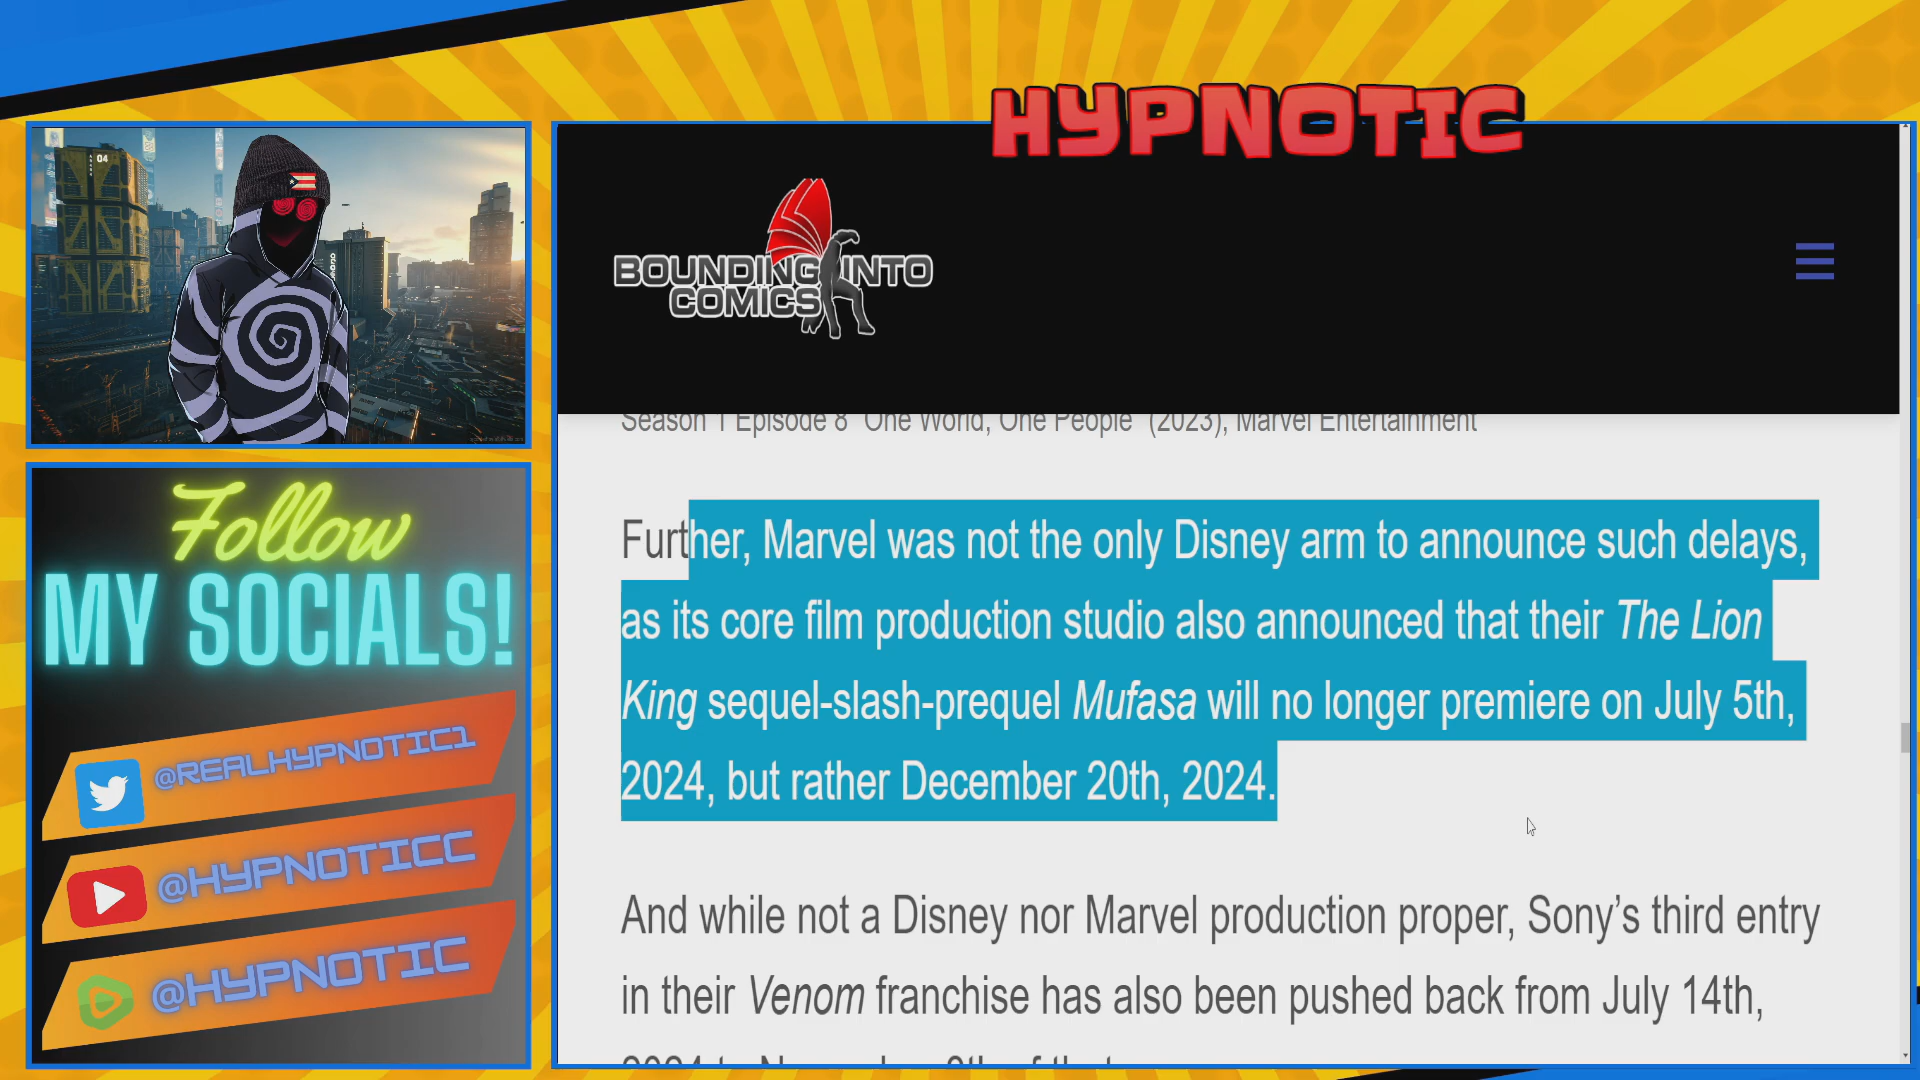 HYPNOTIC
04
BOUNDING INTO
COMICS
Season 1 Episode 8 "One World, One People" (2023), Marvel Entertainment
Further, Marvel was not the only Disney arm to announce such delays,
as its core film production studio also announced that their The Lion
King sequel-slash-prequel Mufasa will no longer premiere on July 5th,
2024, but rather December 20th, 2024.
And while not a Disney nor Marvel production proper, Sony’s third entry
in their Venom franchise has also been pushed back from July 14th,
Follow
MY SOCIALS!
@REALHYPNOTIC1
@HYPNOTICC
@HYPNOTIC